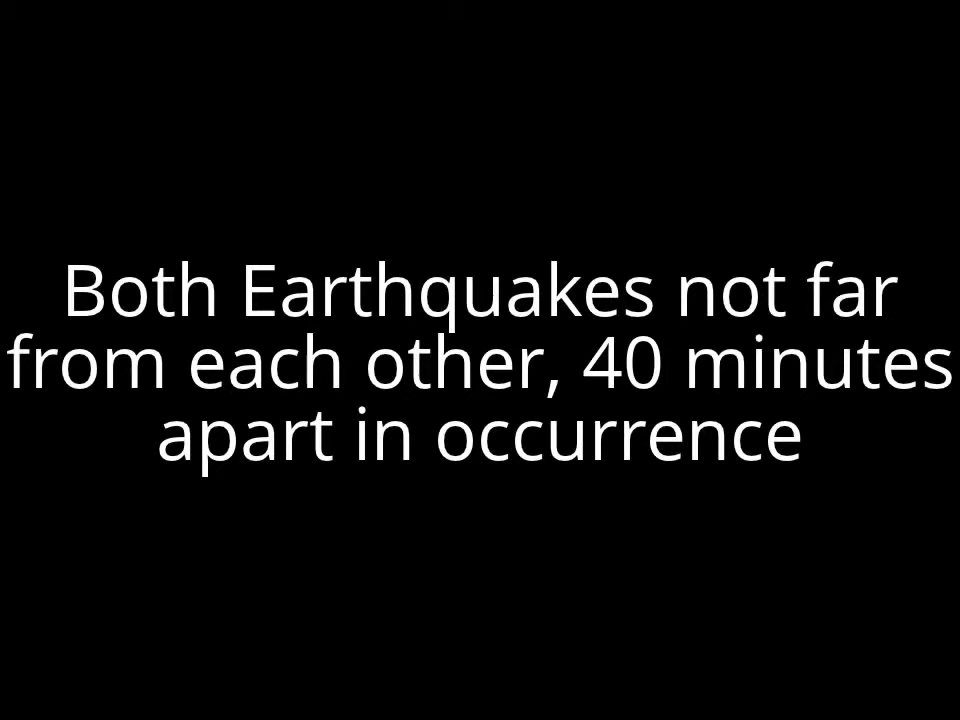 Both Earthquakes not far
from each other, 40 minutes
apart in occurrence